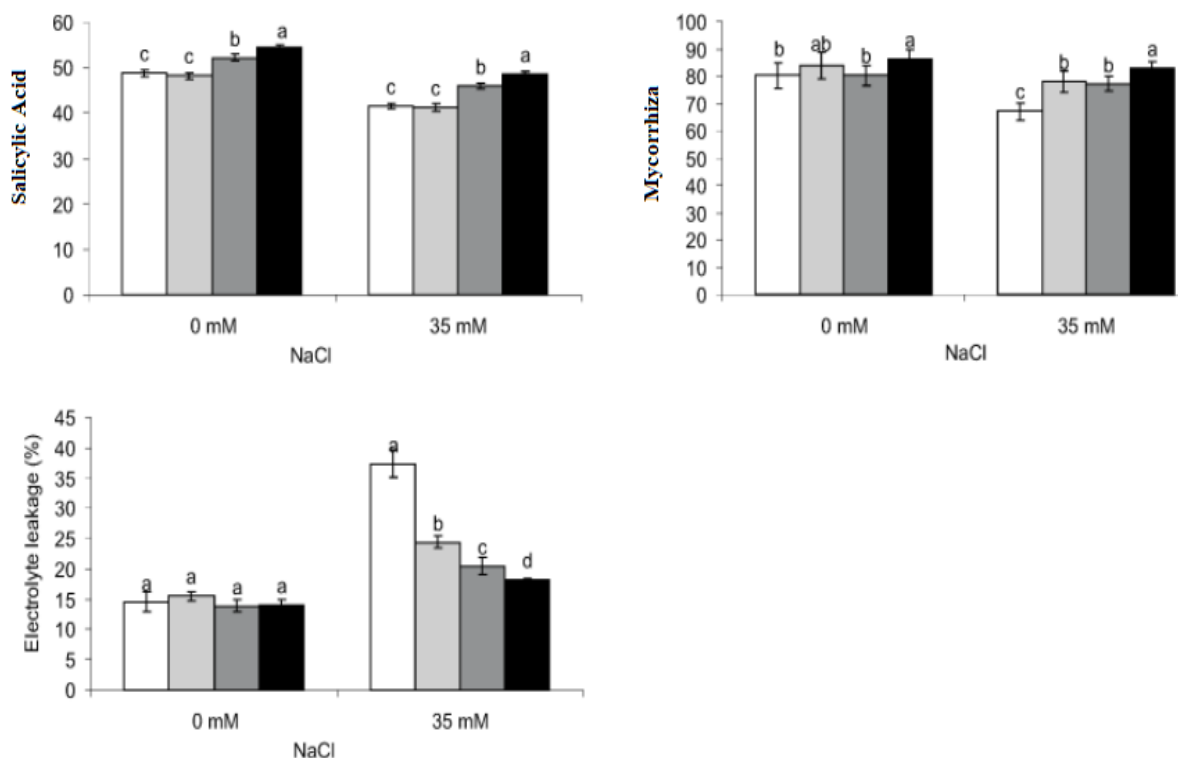 Salicylic Acid
60
50
40
30
20
10
0
c c b a
c c b a
0 mM 35 mM
NaCl
Mycorrhiza
100
90
80
70
60
50
40
30
20
10
0
b ab b a
c b b a
0 mM 35 mM
NaCl
Electrolyte leakage (%)
45
40
35
30
25
20
15
10
5
0
a a a a
a b c d
0 mM 35 mM
NaCl